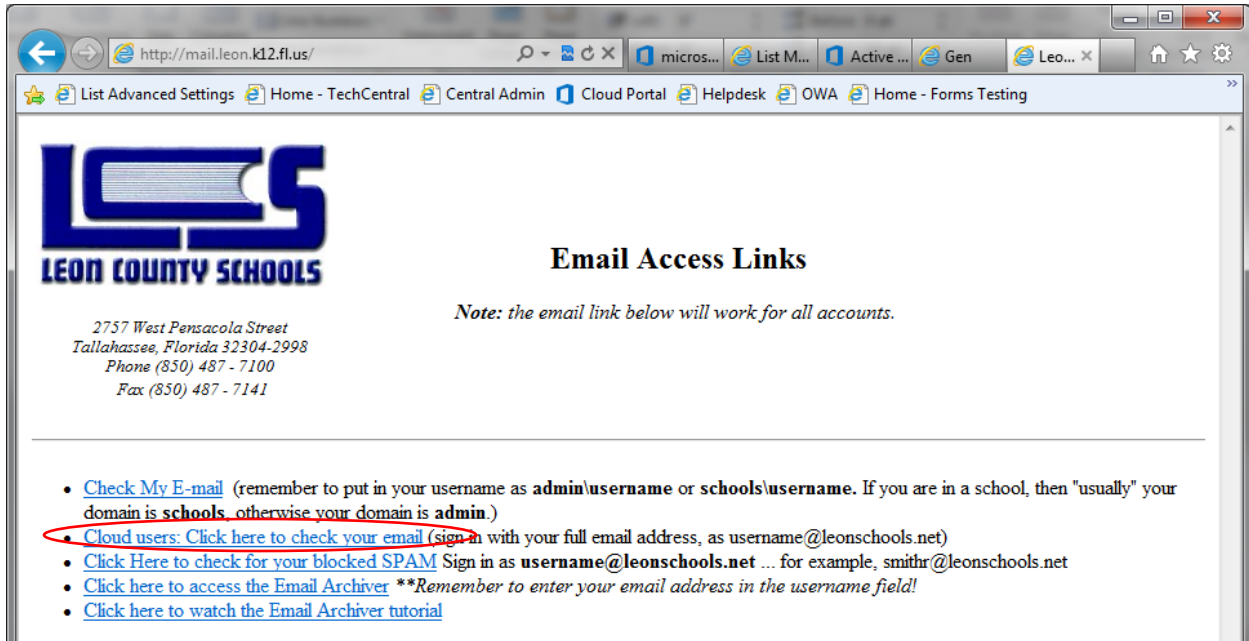 http://mail.leon.k12.fl.us/
micros...
List M...
Active ...
Gen
Leo...
List Advanced Settings Home - TechCentral Central Admin Cloud Portal Helpdesk OWA Home - Forms Testing
LCS
LEON COUNTY SCHOOLS
2757 West Pensacola Street
Tallahassee, Florida 32304-2998
Phone (850) 487 - 7100
Fax (850) 487 - 7141
Email Access Links
Note: the email link below will work for all accounts.
Check My E-mail (remember to put in your username as admin\username or schools\username. If you are in a school, then "usually" your
domain is schools, otherwise your domain is admin.)
Cloud users: Click here to check your email (sign in with your full email address, as username@leonschools.net)
Click Here to check for your blocked SPAM Sign in as username@leonschools.net ... for example, smithr@leonschools.net
Click here to access the Email Archiver **Remember to enter your email address in the username field!
Click here to watch the Email Archiver tutorial